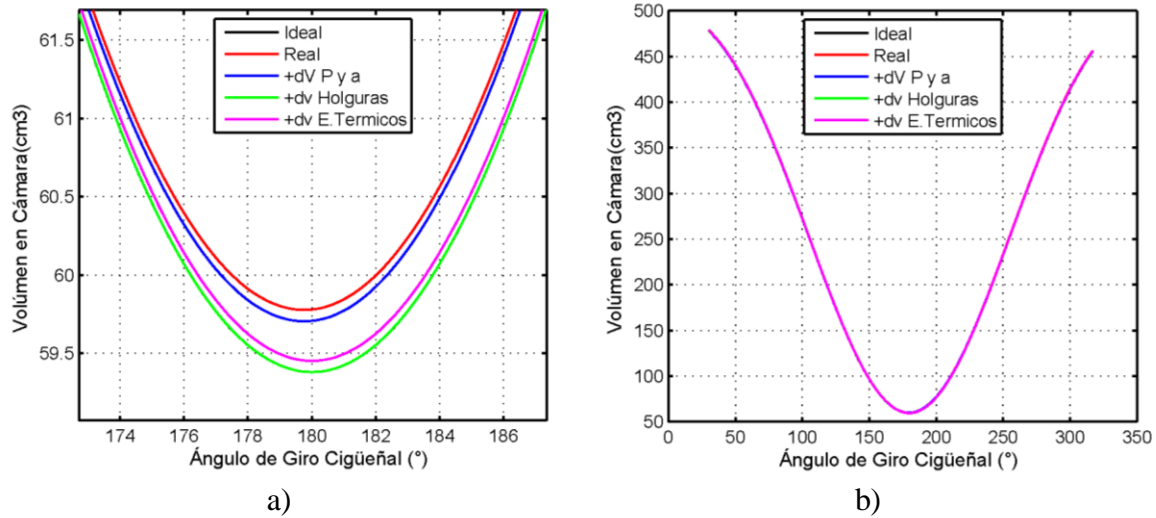 Volúmen en Cámara(cm3)
61.5
61
60.5
60
59.5
Ideal
Real
+dV P y a
+dv Holguras
+dv E.Termicos
174 176 178 180 182 184 186
Ángulo de Giro Cigüeñal (°)
a)
Volúmen en Cámara(cm3)
500
450
400
350
300
250
200
150
100
50
Ideal
Real
+dV P y a
+dv Holguras
+dv E.Termicos
0 50 100 150 200 250 300 350
Ángulo de Giro Cigüeñal (°)
b)